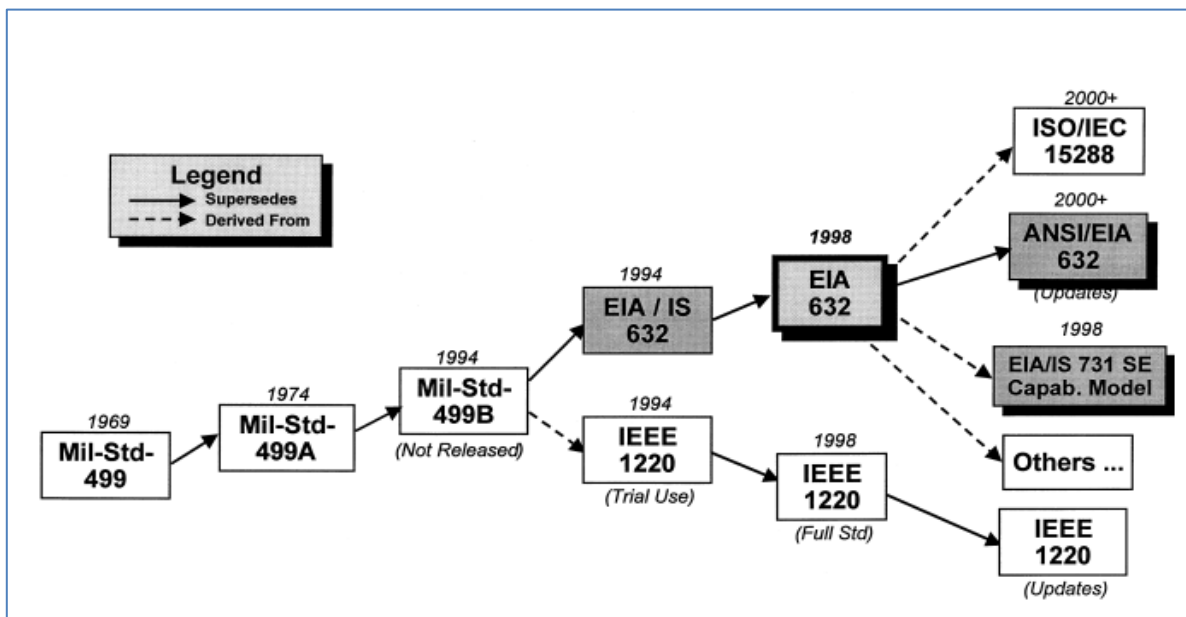 Legend
Supersedes
Derived From
1969
Mil-Std-
499
1974
Mil-Std-
499A
1994
Mil-Std-
499B
(Not Released)
1994
EIA / IS
632
1994
IEEE
1220
(Trial Use)
1998
EIA
632
1998
IEEE
1220
(Full Std)
2000+
ISO/IEC
15288
2000+
ANSI/EIA
632
(Updates)
1998
EIA/IS 731 SE
Capab. Model
Others ...
IEEE
1220
(Updates)